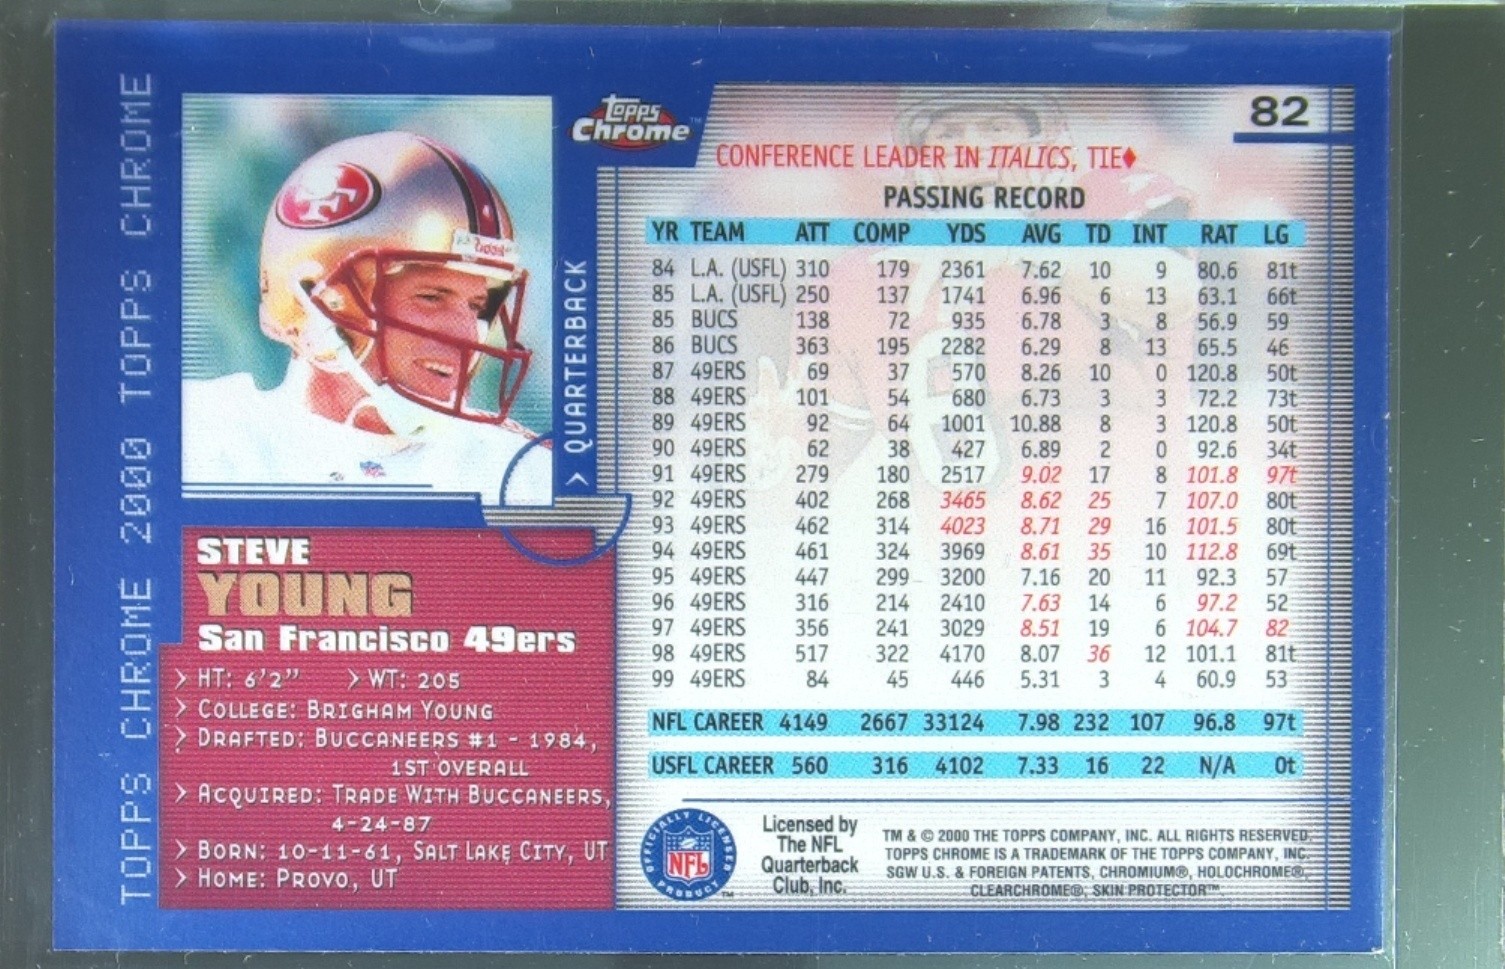 TOPPS CHROME 2000 TOPPS CHROME
Riddell
> QUARTERBACK
STEVE
YOUNG
San Francisco 49ers
> HT: 6'2" > WT: 205
> COLLEGE: BRIGHAM YOUNG
> DRAFTED: BUCCANEERS #1 - 1984,
1ST OVERALL
> ACQUIRED: TRADE WITH BUCCANEERS,
4-24-87
> BORN: 10-11-61, SALT LAKE CITY, UT
> HOME: PROVO, UT
Topps
Chrome™
82
CONFERENCE LEADER IN ITALICS, TIE♦
PASSING RECORD
YR TEAM ATT COMP YDS AVG TD INT RAT LG
84 L.A. (USFL) 310 179 2361 7.62 10 9 80.6 81t
85 L.A. (USFL) 250 137 1741 6.96 6 13 63.1 66t
85 BUCS 138 72 935 6.78 3 8 56.9 59
86 BUCS 363 195 2282 6.29 8 13 65.5 46
87 49ERS 69 37 570 8.26 10 0 120.8 50t
88 49ERS 101 54 680 6.73 3 3 72.2 73t
89 49ERS 92 64 1001 10.88 8 3 120.8 50t
90 49ERS 62 38 427 6.89 2 0 92.6 34t
91 49ERS 279 180 2517 9.02 17 8 101.8 97t
92 49ERS 402 268 3465 8.62 25 7 107.0 80t
93 49ERS 462 314 4023 8.71 29 16 101.5 80t
94 49ERS 461 324 3969 8.61 35 10 112.8 69t
95 49ERS 447 299 3200 7.16 20 11 92.3 57
96 49ERS 316 214 2410 7.63 14 6 97.2 52
97 49ERS 356 241 3029 8.51 19 6 104.7 82
98 49ERS 517 322 4170 8.07 36 12 101.1 81t
99 49ERS 84 45 446 5.31 3 4 60.9 53
NFL CAREER 4149 2667 33124 7.98 232 107 96.8 97t
USFL CAREER 560 316 4102 7.33 16 22 N/A 0t
OFFICIALLY LICENSED
NFL
PRODUCT ™
Licensed by
The NFL
Quarterback
Club, Inc.
TM & © 2000 THE TOPPS COMPANY, INC. ALL RIGHTS RESERVED.
TOPPS CHROME IS A TRADEMARK OF THE TOPPS COMPANY, INC.
SGW U.S. & FOREIGN PATENTS, CHROMIUM®, HOLOCHROME®,
CLEARCHROME®, SKIN PROTECTOR™.